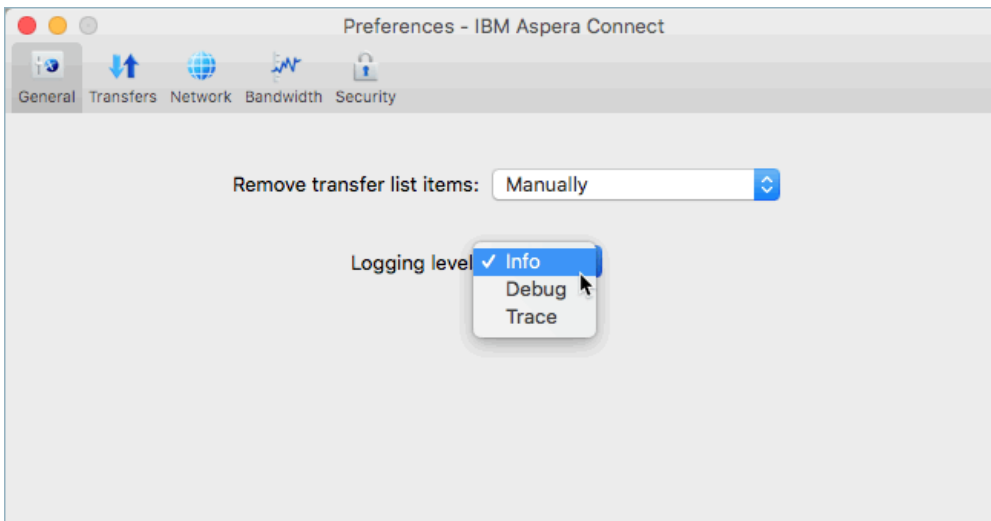 Preferences - IBM Aspera Connect
General Transfers Network Bandwidth Security
Remove transfer list items: Manually
Logging level ✓ Info
Debug
Trace